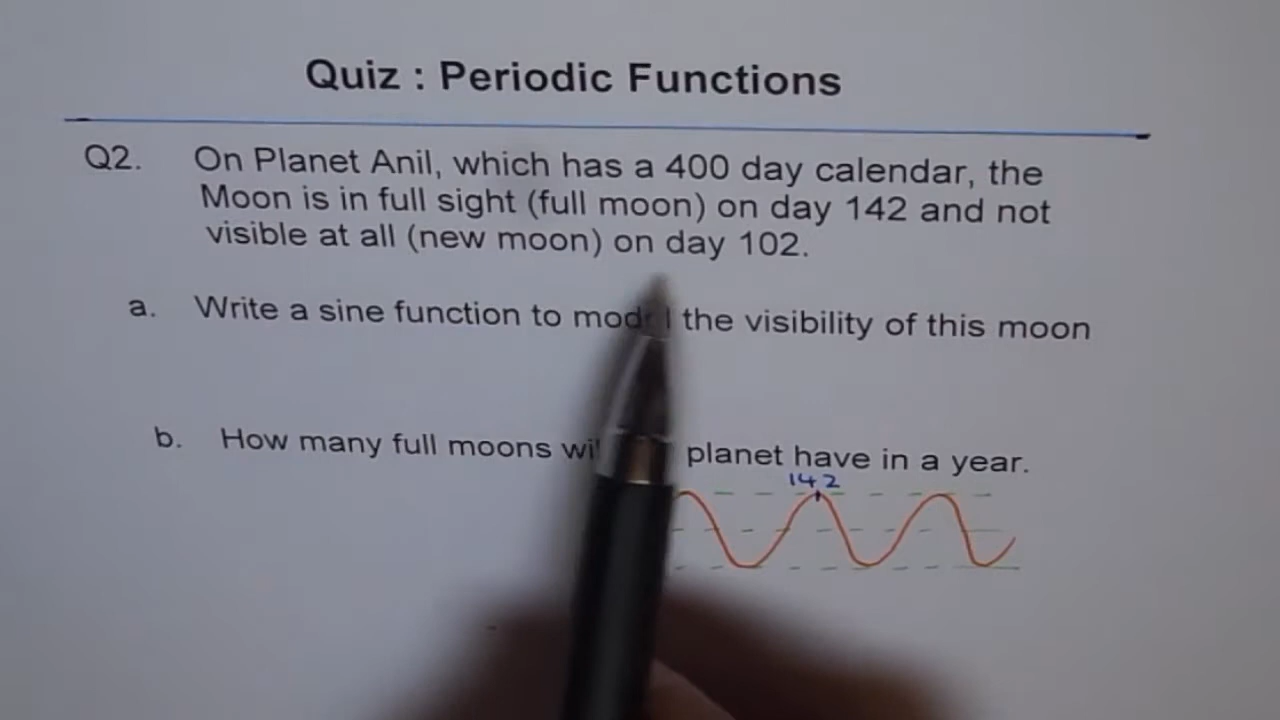 Quiz : Periodic Functions
Q2. On Planet Anil, which has a 400 day calendar, the
Moon is in full sight (full moon) on day 142 and not
visible at all (new moon) on day 102.
a. Write a sine function to model the visibility of this moon
b. How many full moons planet have in a year.
142